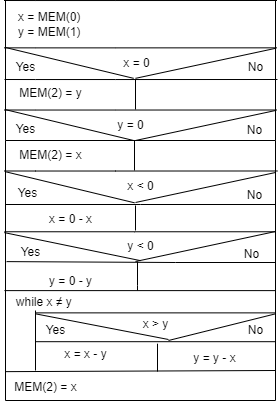 x = MEM(0)
y = MEM(1)
x = 0
Yes No
MEM(2) = y
y = 0
Yes No
MEM(2) = x
x < 0
Yes No
x = 0 - x
y < 0
Yes No
y = 0 - y
while x ≠ y
x > y
Yes No
x = x - y y = y - x
MEM(2) = x